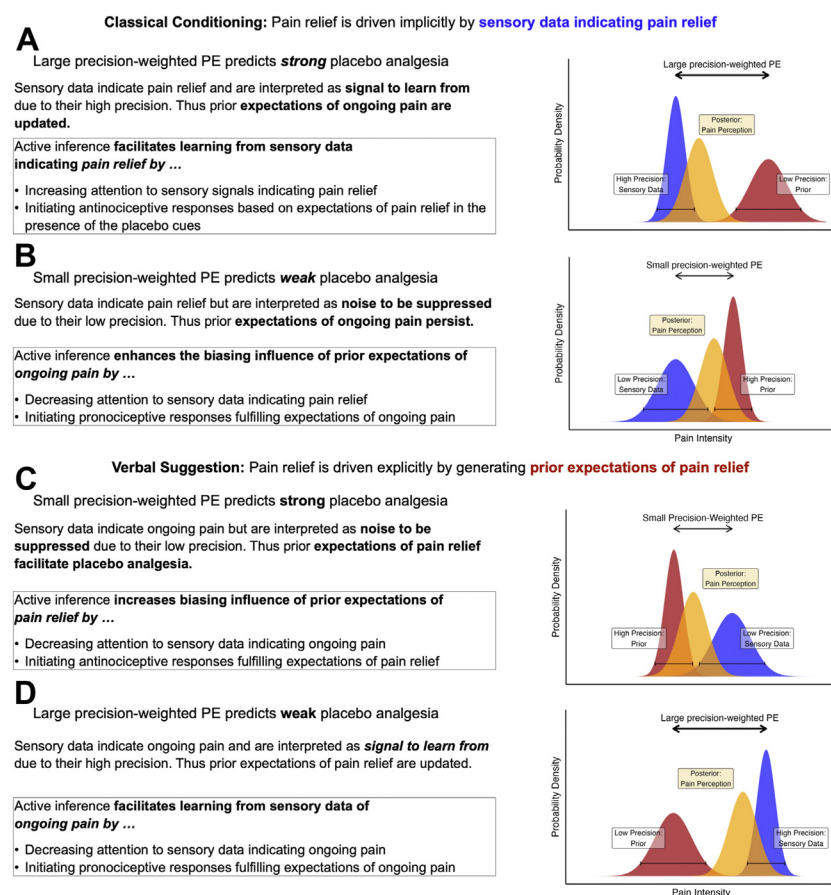 Classical Conditioning: Pain relief is driven implicitly by sensory data indicating pain relief
A
Large precision-weighted PE predicts strong placebo analgesia
Sensory data indicate pain relief and are interpreted as signal to learn from
due to their high precision. Thus prior expectations of ongoing pain are
updated.
Active inference facilitates learning from sensory data
indicating pain relief by ...
• Increasing attention to sensory signals indicating pain relief
• Initiating antinociceptive responses based on expectations of pain relief in
the presence of the placebo cues
Large precision-weighted PE
Probability Density
Posterior:
Pain Perception
High Precision:
Sensory Data
Low Precision:
Prior
B
Small precision-weighted PE predicts weak placebo analgesia
Sensory data indicate pain relief but are interpreted as noise to be suppressed
due to their low precision. Thus prior expectations of ongoing pain persist.
Active inference enhances the biasing influence of prior expectations of
ongoing pain by ...
• Decreasing attention to sensory data indicating pain relief
• Initiating pronociceptive responses fulfilling expectations of ongoing pain
Small precision-weighted PE
Probability Density
Posterior:
Pain Perception
Low Precision:
Sensory Data
High Precision:
Prior
Pain Intensity
Verbal Suggestion: Pain relief is driven explicitly by generating prior expectations of pain relief
C
Small precision-weighted PE predicts strong placebo analgesia
Sensory data indicate ongoing pain but are interpreted as noise to be
suppressed due to their low precision. Thus prior expectations of pain relief
facilitate placebo analgesia.
Active inference increases biasing influence of prior expectations of
pain relief by ...
• Decreasing attention to sensory data indicating ongoing pain
• Initiating antinociceptive responses fulfilling expectations of pain relief
Small Precision-Weighted PE
Probability Density
Posterior:
Pain Perception
High Precision:
Prior
Low Precision:
Sensory Data
D
Large precision-weighted PE predicts weak placebo analgesia
Sensory data indicate ongoing pain and are interpreted as signal to learn from
due to their high precision. Thus prior expectations of pain relief are updated.
Active inference facilitates learning from sensory data of
ongoing pain by ...
• Decreasing attention to sensory data indicating ongoing pain
• Initiating pronociceptive responses fulfilling expectations of ongoing pain
Large precision-weighted PE
Probability Density
Posterior:
Pain Perception
Low Precision:
Prior
High Precision:
Sensory Data
Pain Intensity